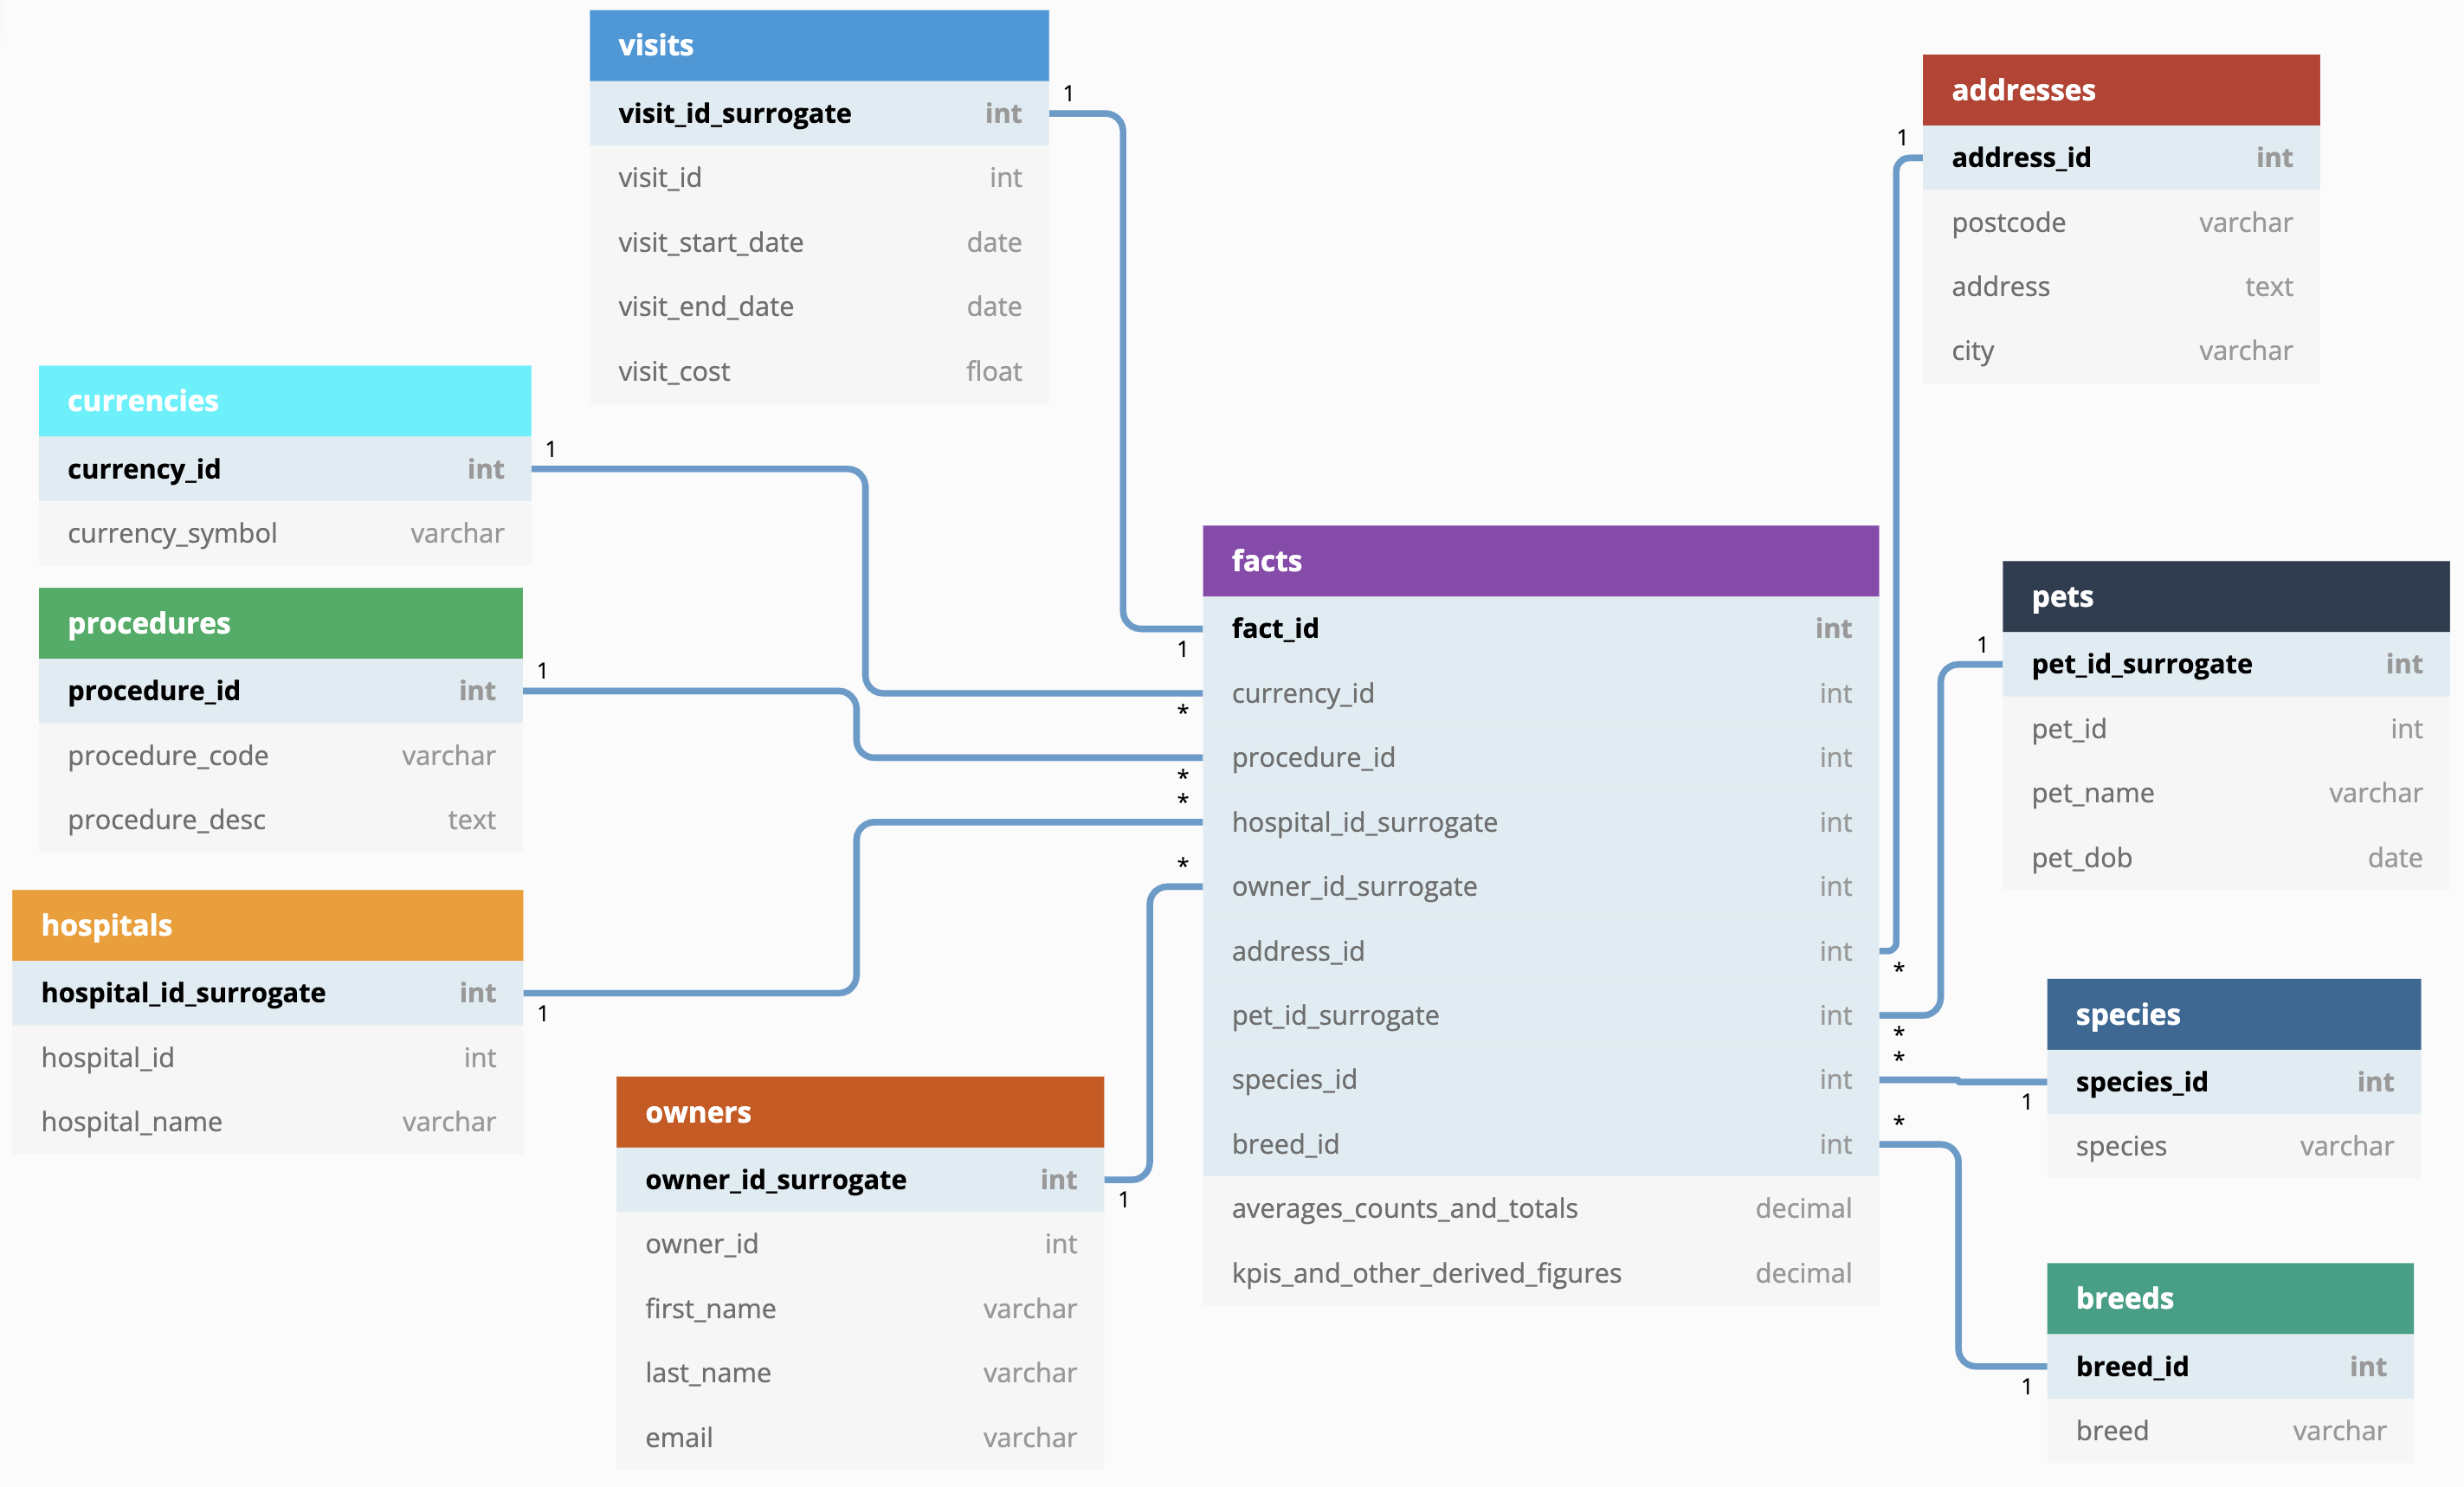 visits
visit_id_surrogate int
visit_id int
visit_start_date date
visit_end_date date
visit_cost float
1
addresses
address_id int
postcode varchar
address text
city varchar
1
currencies
currency_id int
currency_symbol varchar
1
procedures
procedure_id int
procedure_code varchar
procedure_desc text
1
hospitals
hospital_id_surrogate int
hospital_id int
hospital_name varchar
1
owners
owner_id_surrogate int
owner_id int
first_name varchar
last_name varchar
email varchar
1
facts
fact_id int
currency_id int
procedure_id int
hospital_id_surrogate int
owner_id_surrogate int
address_id int
pet_id_surrogate int
species_id int
breed_id int
averages_counts_and_totals decimal
kpis_and_other_derived_figures decimal
1
*
*
*
*
*
*
*
*
pets
pet_id_surrogate int
pet_id int
pet_name varchar
pet_dob date
1
species
species_id int
species varchar
1
breeds
breed_id int
breed varchar
1